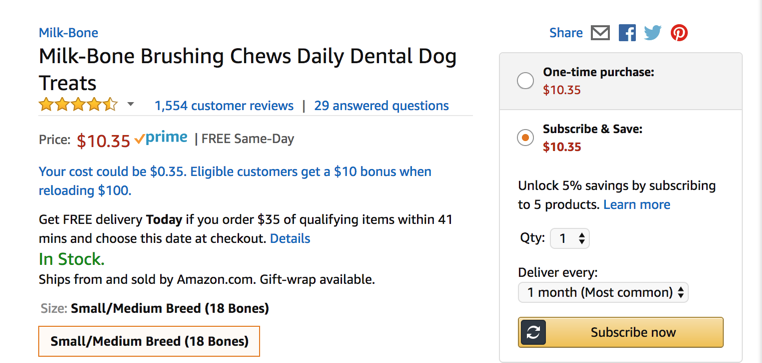 Milk-Bone
Milk-Bone Brushing Chews Daily Dental Dog
Treats
1,554 customer reviews | 29 answered questions
Price: $10.35 prime | FREE Same-Day
Your cost could be $0.35. Eligible customers get a $10 bonus when
reloading $100.
Get FREE delivery Today if you order $35 of qualifying items within 41
mins and choose this date at checkout. Details
In Stock.
Ships from and sold by Amazon.com. Gift-wrap available.
Size: Small/Medium Breed (18 Bones)
Small/Medium Breed (18 Bones)
Share
One-time purchase:
$10.35
Subscribe & Save:
$10.35
Unlock 5% savings by subscribing
to 5 products. Learn more
Qty: 1
Deliver every:
1 month (Most common)
Subscribe now